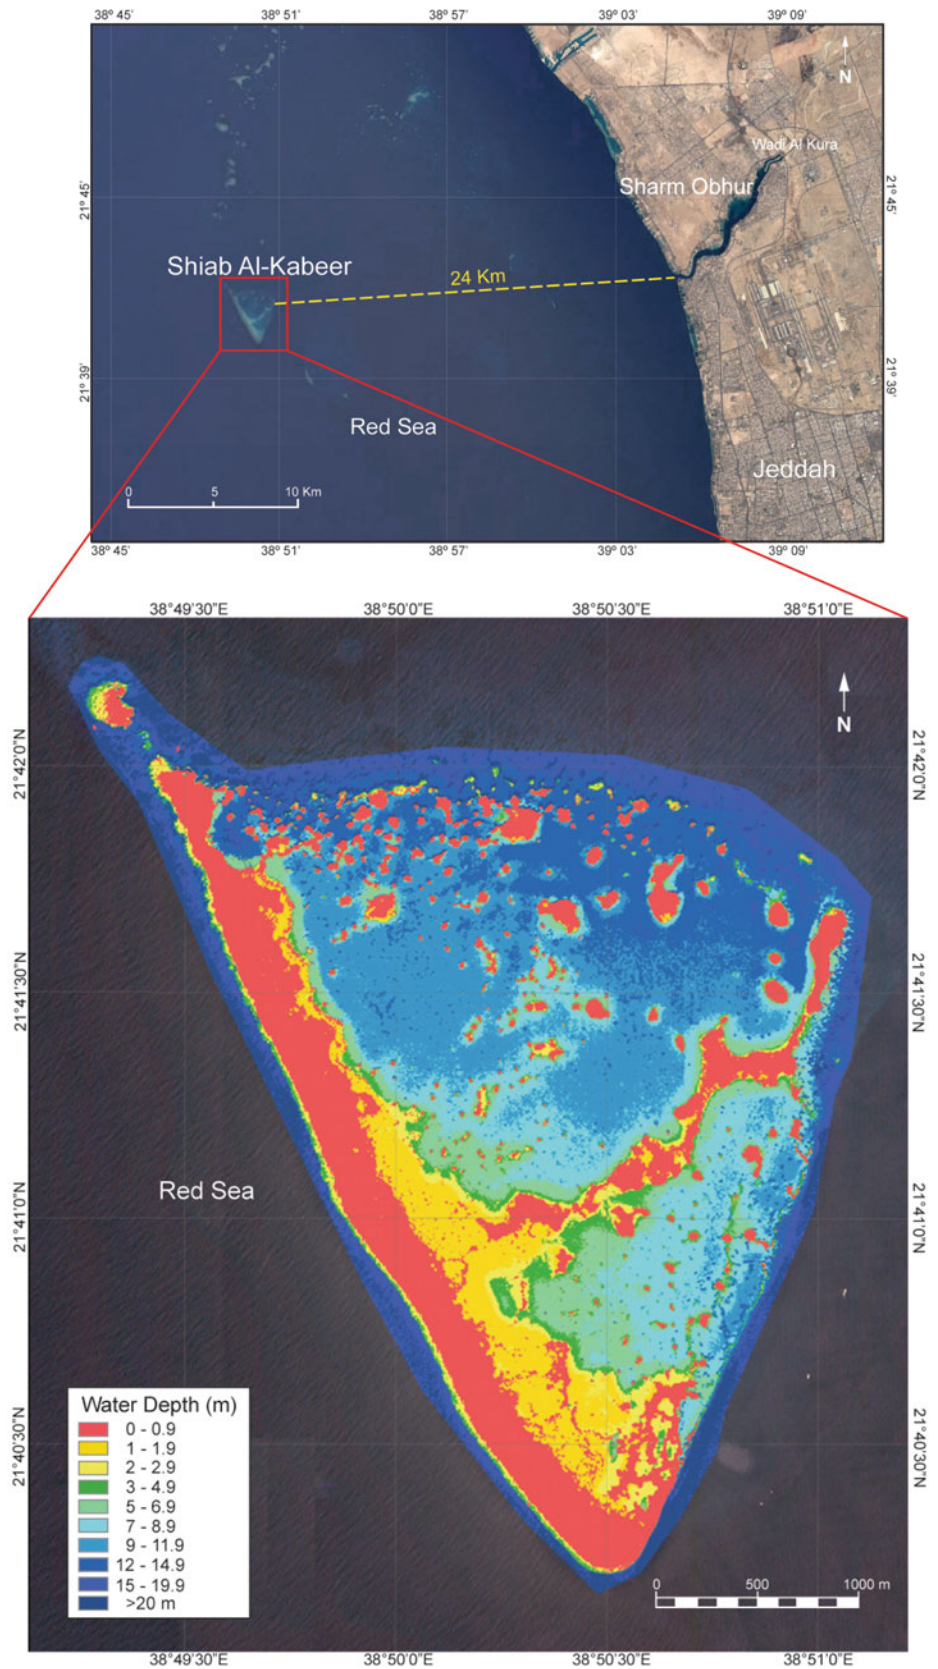 38° 45' 38° 51' 38° 57' 39° 03' 39° 09'
N
Wadi Al Kura
Sharm Obhur
21° 45' 21° 45'
Shiab Al-Kabeer
24 Km
21° 39' 21° 39'
Red Sea
Jeddah
0 5 10 Km
38° 45' 38° 51' 38° 57' 39° 03' 39° 09'
38°49'30"E 38°50'0"E 38°50'30"E 38°51'0"E
N
21°42'0"N 21°42'0"N
21°41'30"N 21°41'30"N
Red Sea
21°41'0"N 21°41'0"N
21°40'30"N 21°40'30"N
Water Depth (m)
0 - 0.9
1 - 1.9
2 - 2.9
3 - 4.9
5 - 6.9
7 - 8.9
9 - 11.9
12 - 14.9
15 - 19.9
>20 m
0 500 1000 m
38°49'30"E 38°50'0"E 38°50'30"E 38°51'0"E